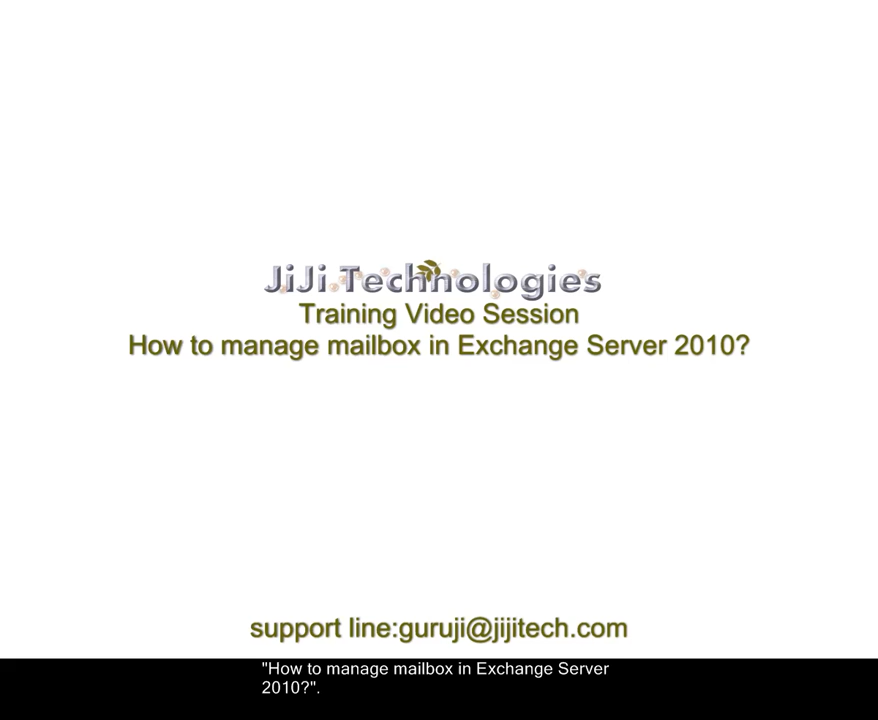 JiJi Technologies
Training Video Session
How to manage mailbox in Exchange Server 2010?
support line:guruji@jijitech.com
"How to manage mailbox in Exchange Server
2010?".